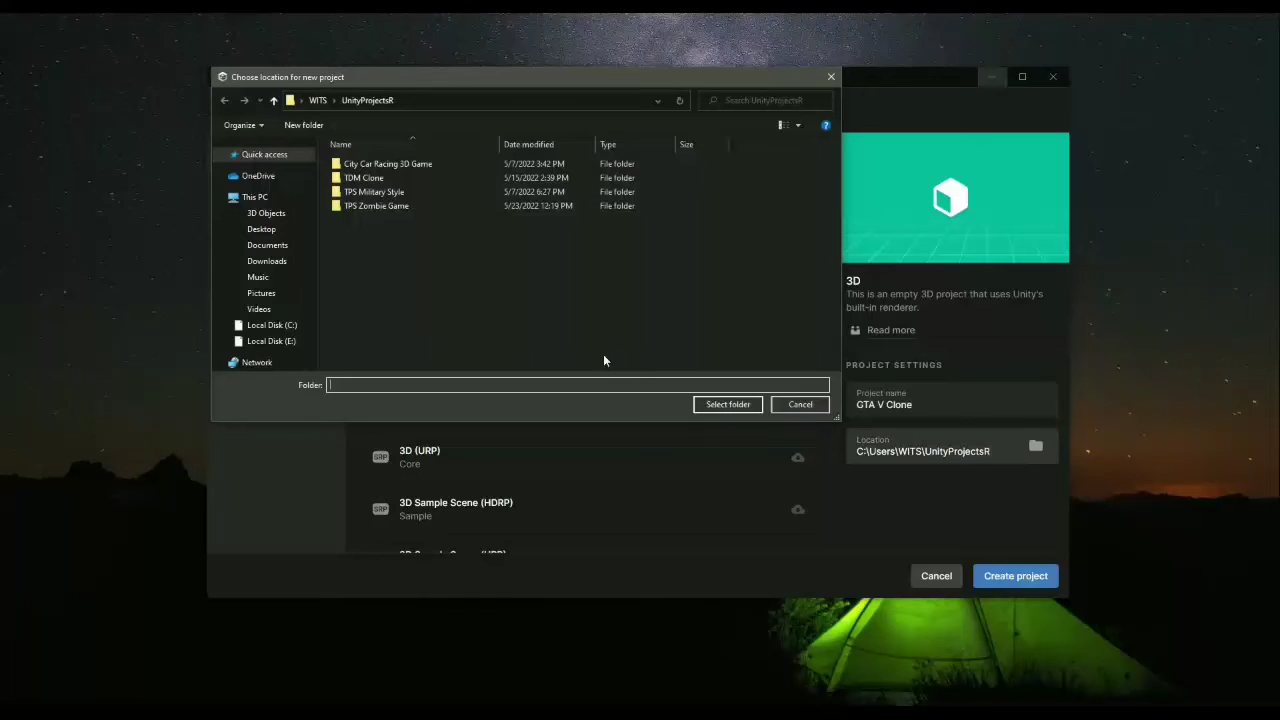 Choose location for new project
WITS › UnityProjectsR
Search UnityProjectsR
Organize
New folder
Name
Date modified
Type
Size
Quick access
OneDrive
This PC
3D Objects
Desktop
Documents
Downloads
Music
Pictures
Videos
Local Disk (C:)
Local Disk (E:)
Network
City Car Racing 3D Game 5/7/2022 3:42 PM File folder
TDM Clone 5/15/2022 2:39 PM File folder
TPS Military Style 5/7/2022 6:27 PM File folder
TPS Zombie Game 5/23/2022 12:19 PM File folder
Folder:
Select folder
Cancel
3D
This is an empty 3D project that uses Unity's
built-in renderer.
Read more
PROJECT SETTINGS
Project name
GTA V Clone
Location
C:\Users\WITS\UnityProjectsR
SRP
3D (URP)
Core
SRP
3D Sample Scene (HDRP)
Sample
Cancel
Create project